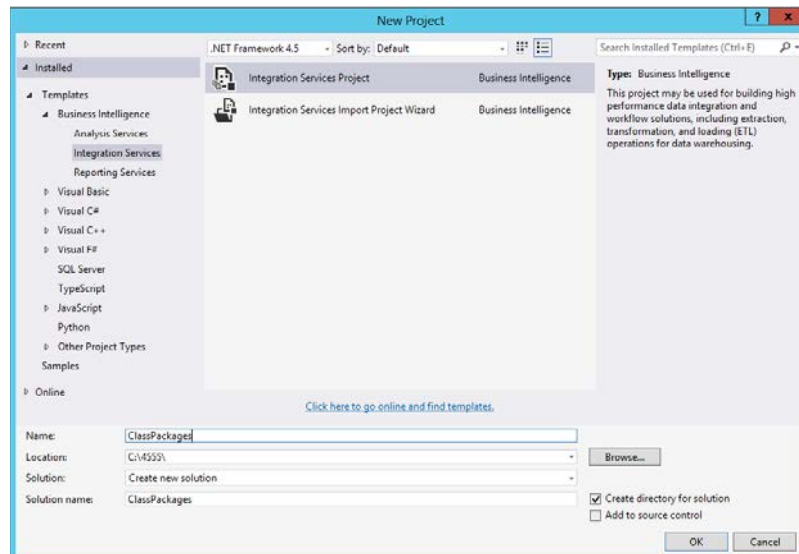 New Project
Recent
Installed
Templates
Business Intelligence
Analysis Services
Integration Services
Reporting Services
Visual Basic
Visual C#
Visual C++
Visual F#
SQL Server
TypeScript
JavaScript
Python
Other Project Types
Samples
Online
.NET Framework 4.5 Sort by: Default
Integration Services Project Business Intelligence
Integration Services Import Project Wizard Business Intelligence
Click here to go online and find templates.
Search Installed Templates (Ctrl+E)
Type: Business Intelligence
This project may be used for building high
performance data integration and
workflow solutions, including extraction,
transformation, and loading (ETL)
operations for data warehousing.
Name: ClassPackages
Location: C:\4555\ Browse...
Solution: Create new solution
Solution name: ClassPackages
Create directory for solution
Add to source control
OK Cancel